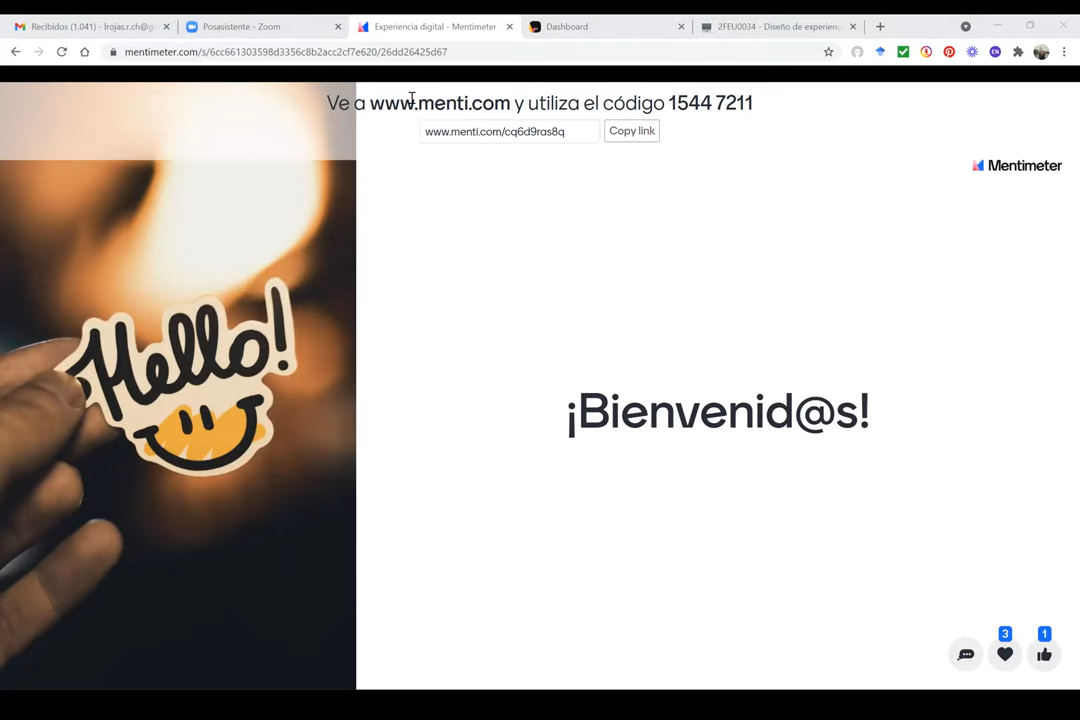 Recibidos (1.041) - lrojas.r.ch@g
Posasistente - Zoom
Experiencia digital - Mentimeter
Dashboard
2FEU0034 - Diseño de experienc
mentimeter.com/s/6cc661303598d3356c8b2acc2cf7e620/26dd26425d67
Ve a www.menti.com y utiliza el código 1544 7211
www.menti.com/cq6d9ras8q
Copy link
Mentimeter
Hello!
¡Bienvenid@s!
3
1